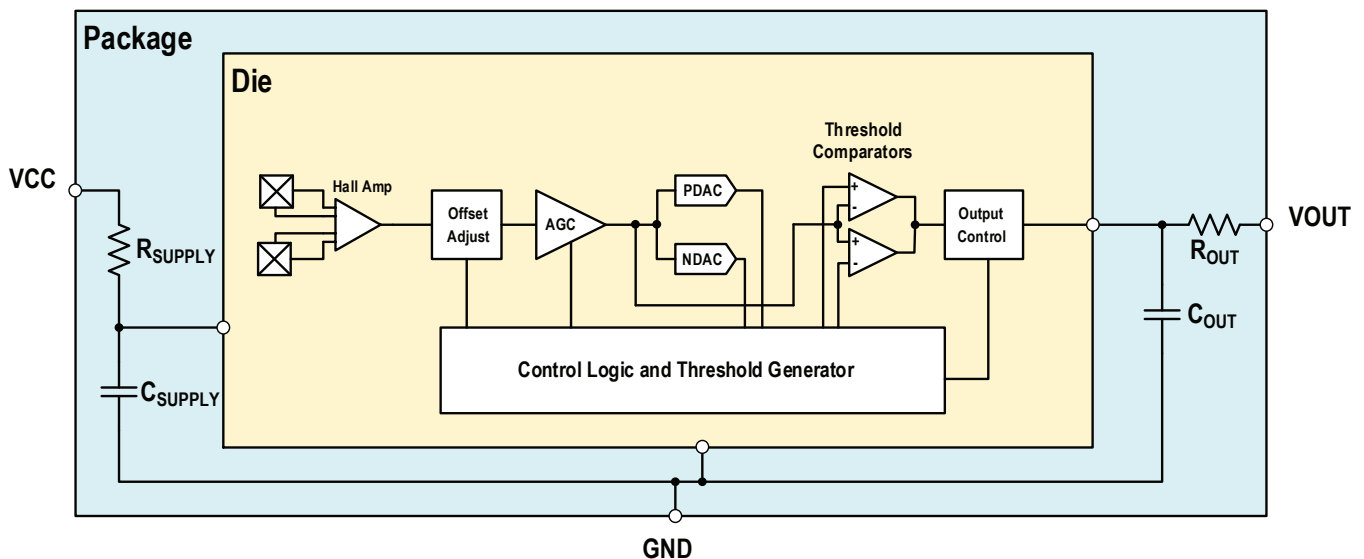 Package
Die
Threshold
Comparators
VCC
Hall Amp
PDAC
+
-
Offset
Adjust
AGC
Output
Control
VOUT
RSUPPLY
NDAC
+
-
ROUT
COUT
Control Logic and Threshold Generator
CSUPPLY
GND